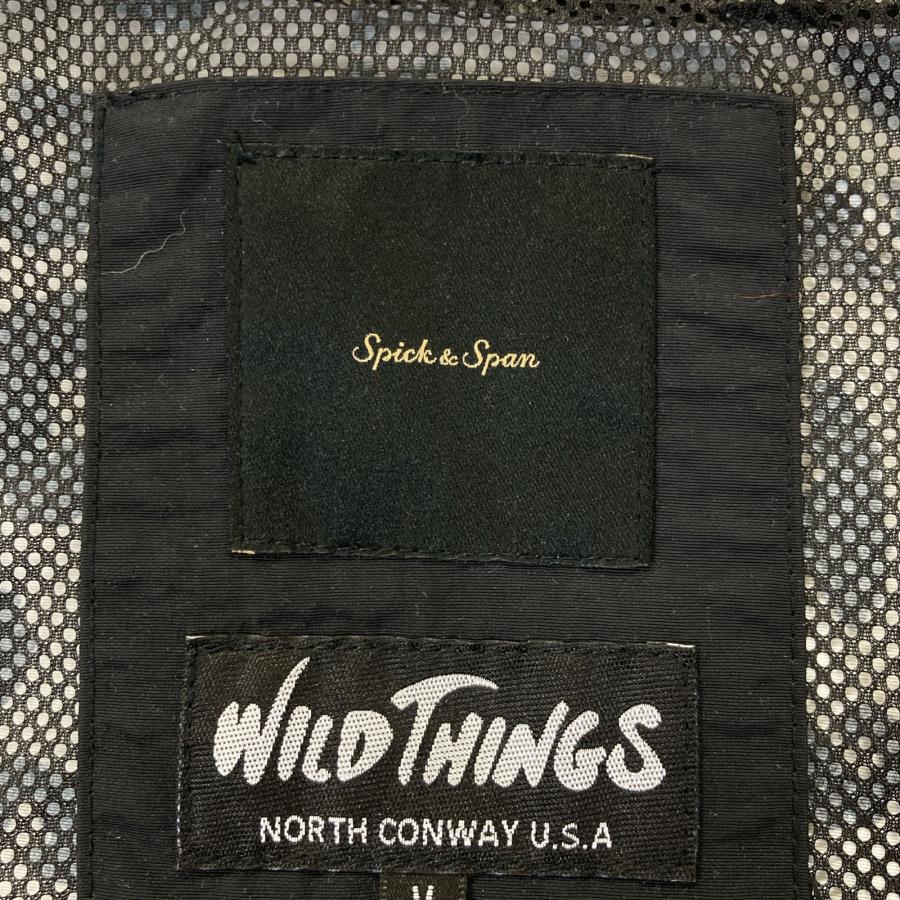 Spick & Span
WILD THINGS
NORTH CONWAY U.S.A